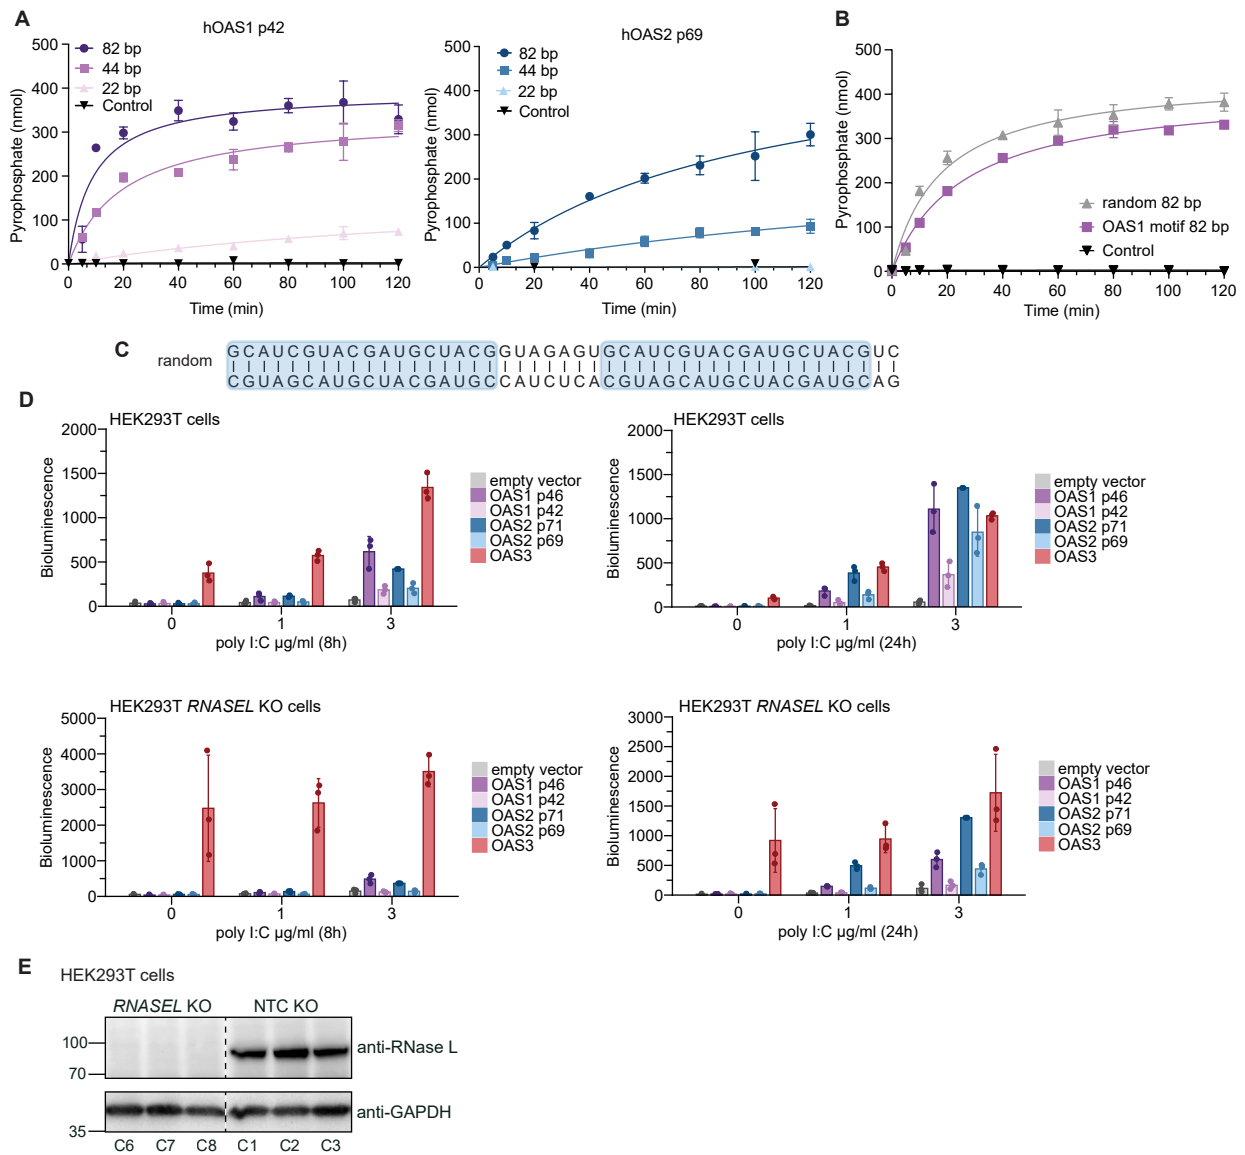 A
hOAS1 p42
Pyrophosphate (nmol)
500
400
300
200
100
0
82 bp
44 bp
22 bp
Control
0 20 40 60 80 100 120
Time (min)
hOAS2 p69
Pyrophosphate (nmol)
500
400
300
200
100
0
82 bp
44 bp
22 bp
Control
0 20 40 60 80 100 120
Time (min)
B
Pyrophosphate (nmol)
500
400
300
200
100
0
random 82 bp
OAS1 motif 82 bp
Control
0 20 40 60 80 100 120
Time (min)
C
random
GCAUCGUACGAUGCUACGGUAGAGUGCAUCGUACGAUGCUACGUC
CGUAGCAUGCUACGAUGCCAUCUCACGUAGCAUGCUACGAUGCAG
D
HEK293T cells
Bioluminescence
2000
1500
1000
500
0
empty vector
OAS1 p46
OAS1 p42
OAS2 p71
OAS2 p69
OAS3
0 1 3
poly I:C µg/ml (8h)
HEK293T cells
Bioluminescence
2000
1500
1000
500
0
empty vector
OAS1 p46
OAS1 p42
OAS2 p71
OAS2 p69
OAS3
0 1 3
poly I:C µg/ml (24h)
HEK293T RNASEL KO cells
Bioluminescence
5000
4000
3000
2000
1000
0
empty vector
OAS1 p46
OAS1 p42
OAS2 p71
OAS2 p69
OAS3
0 1 3
poly I:C µg/ml (8h)
HEK293T RNASEL KO cells
Bioluminescence
3000
2500
2000
1500
1000
500
0
empty vector
OAS1 p46
OAS1 p42
OAS2 p71
OAS2 p69
OAS3
0 1 3
poly I:C µg/ml (24h)
E
HEK293T cells
RNASEL KO NTC KO
100
70
anti-RNase L
anti-GAPDH
35
C6 C7 C8 C1 C2 C3